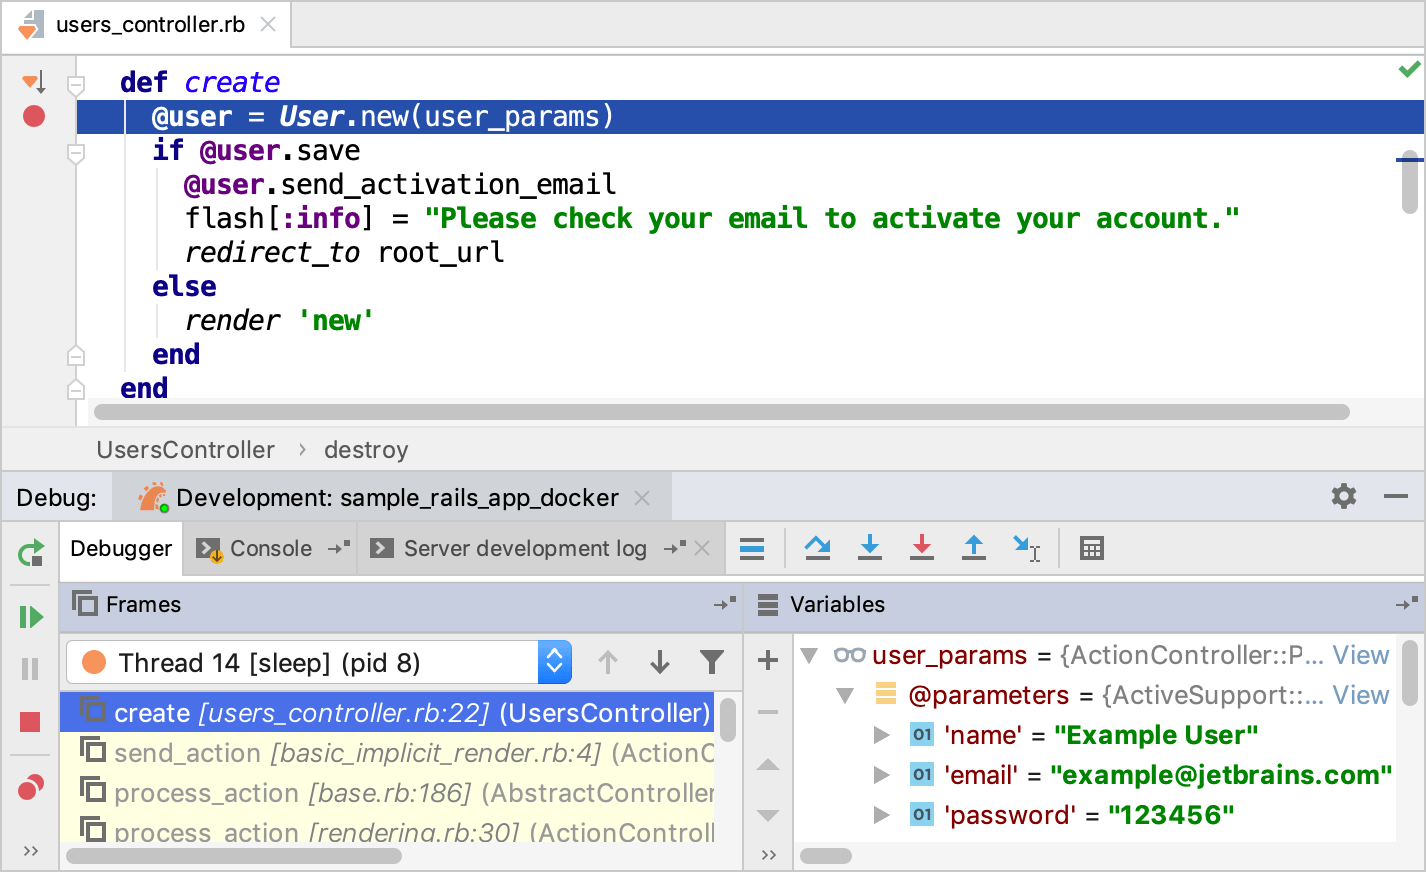 users_controller.rb
def create
@user = User.new(user_params)
if @user.save
@user.send_activation_email
flash[:info] = "Please check your email to activate your account."
redirect_to root_url
else
render 'new'
end
end
UsersController › destroy
Debug: Development: sample_rails_app_docker
Debugger Console Server development log
Frames
Variables
Thread 14 [sleep] (pid 8)
create [users_controller.rb:22] (UsersController)
send_action [basic_implicit_render.rb:4] (ActionC
process_action [base.rb:186] (AbstractController
process_action [rendering.rb:30] (ActionControll
user_params = {ActionController::P... View
@parameters = {ActiveSupport::... View
01 'name' = "Example User"
01 'email' = "example@jetbrains.com"
01 'password' = "123456"